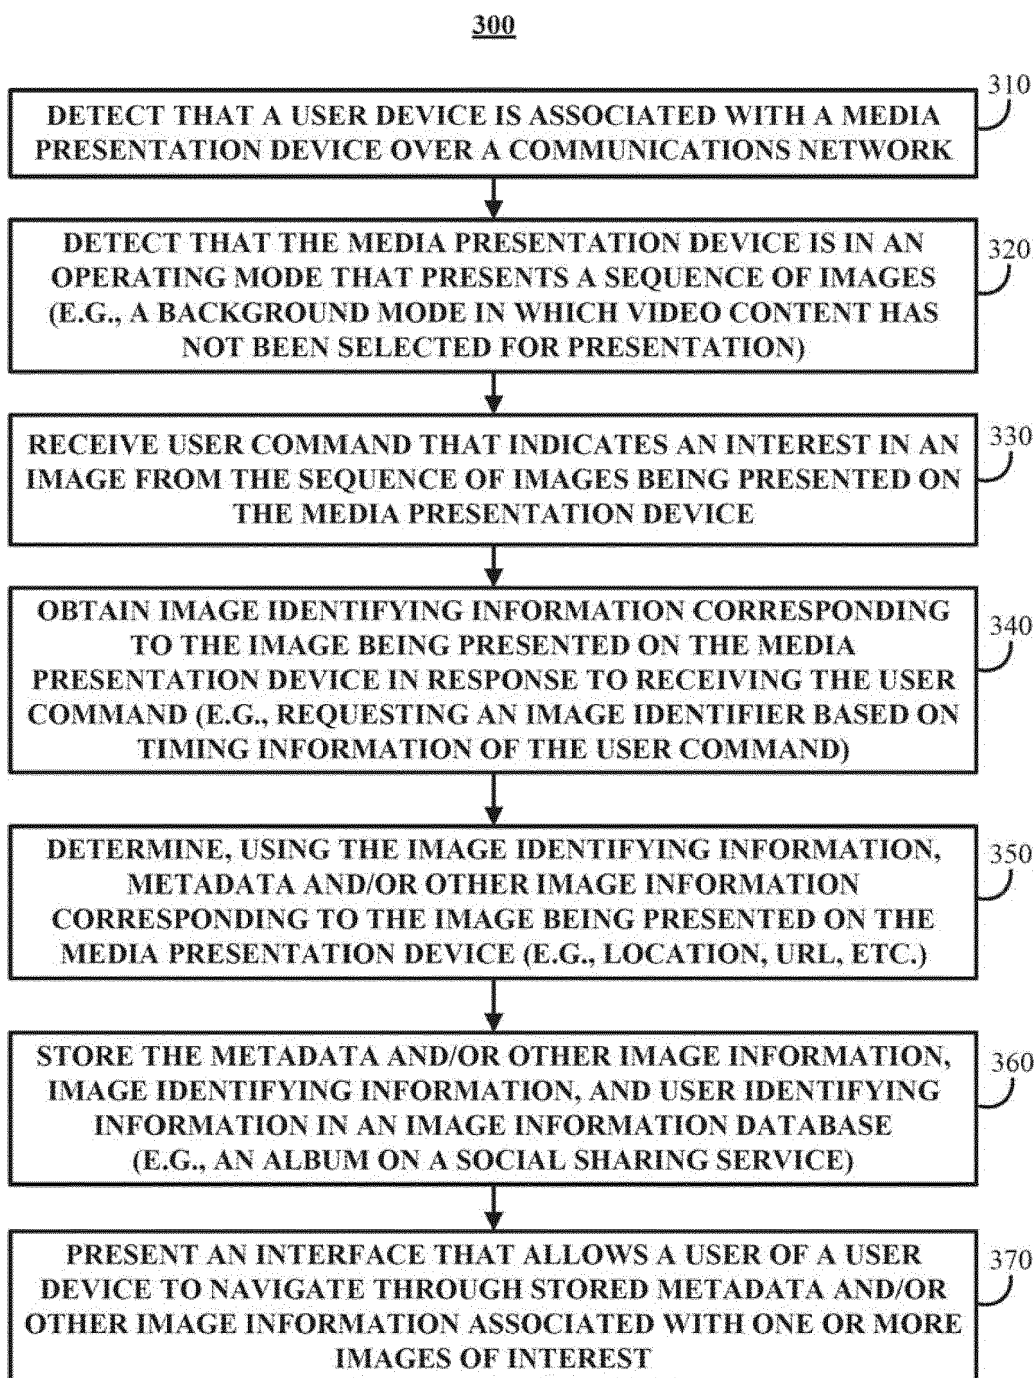 300
310
DETECT THAT A USER DEVICE IS ASSOCIATED WITH A MEDIA
PRESENTATION DEVICE OVER A COMMUNICATIONS NETWORK
320
DETECT THAT THE MEDIA PRESENTATION DEVICE IS IN AN
OPERATING MODE THAT PRESENTS A SEQUENCE OF IMAGES
(E.G., A BACKGROUND MODE IN WHICH VIDEO CONTENT HAS
NOT BEEN SELECTED FOR PRESENTATION)
330
RECEIVE USER COMMAND THAT INDICATES AN INTEREST IN AN
IMAGE FROM THE SEQUENCE OF IMAGES BEING PRESENTED ON
THE MEDIA PRESENTATION DEVICE
340
OBTAIN IMAGE IDENTIFYING INFORMATION CORRESPONDING
TO THE IMAGE BEING PRESENTED ON THE MEDIA
PRESENTATION DEVICE IN RESPONSE TO RECEIVING THE USER
COMMAND (E.G., REQUESTING AN IMAGE IDENTIFIER BASED ON
TIMING INFORMATION OF THE USER COMMAND)
350
DETERMINE, USING THE IMAGE IDENTIFYING INFORMATION,
METADATA AND/OR OTHER IMAGE INFORMATION
CORRESPONDING TO THE IMAGE BEING PRESENTED ON THE
MEDIA PRESENTATION DEVICE (E.G., LOCATION, URL, ETC.)
360
STORE THE METADATA AND/OR OTHER IMAGE INFORMATION,
IMAGE IDENTIFYING INFORMATION, AND USER IDENTIFYING
INFORMATION IN AN IMAGE INFORMATION DATABASE
(E.G., AN ALBUM ON A SOCIAL SHARING SERVICE)
370
PRESENT AN INTERFACE THAT ALLOWS A USER OF A USER
DEVICE TO NAVIGATE THROUGH STORED METADATA AND/OR
OTHER IMAGE INFORMATION ASSOCIATED WITH ONE OR MORE
IMAGES OF INTEREST